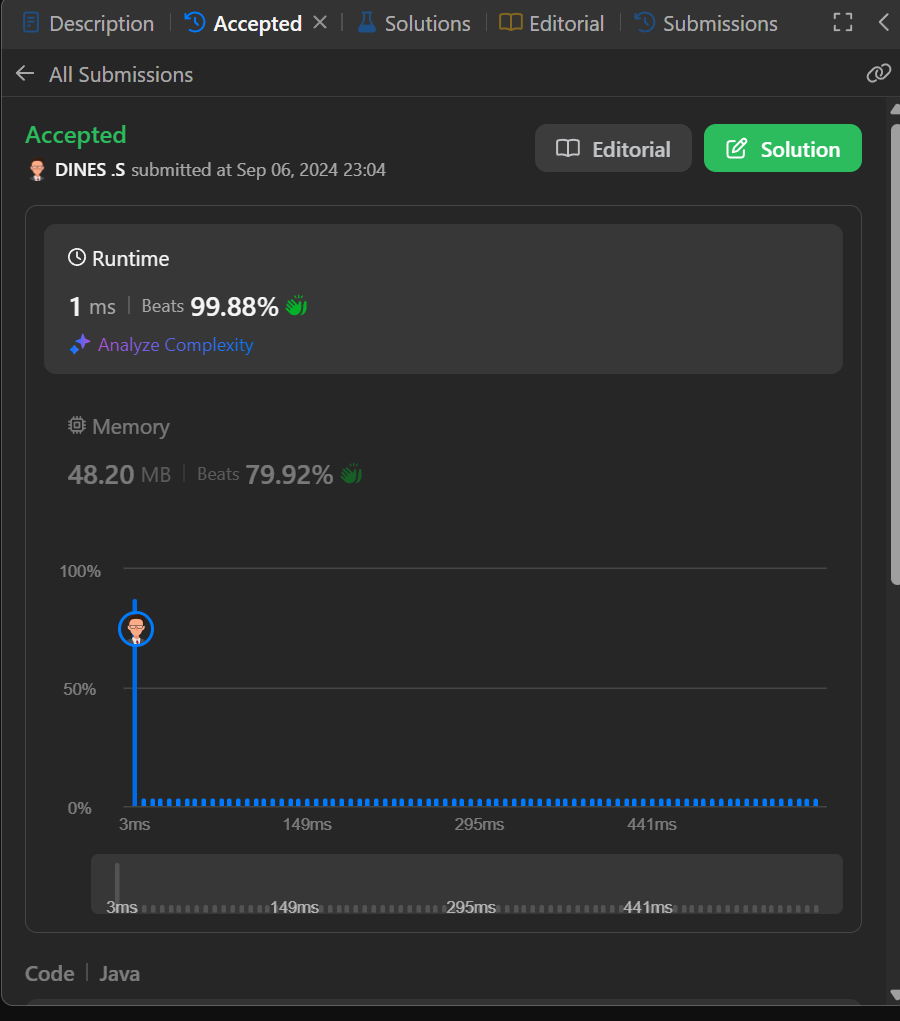 Description Accepted Solutions Editorial Submissions
All Submissions
Accepted
Editorial Solution
DINES .S submitted at Sep 06, 2024 23:04
Runtime
1 ms Beats 99.88%
Analyze Complexity
Memory
48.20 MB Beats 79.92%
100%
50%
0%
3ms 149ms 295ms 441ms
3ms 149ms 295ms 441ms
Code Java